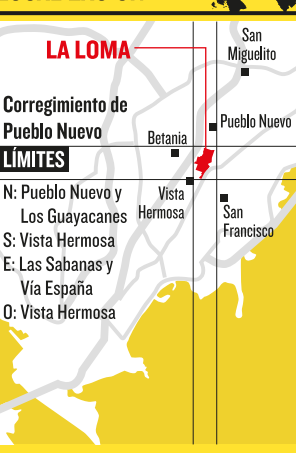 LA LOMA
Corregimiento de
Pueblo Nuevo
LÍMITES
N: Pueblo Nuevo y
Los Guayacanes
S: Vista Hermosa
E: Las Sabanas y
Vía España
O: Vista Hermosa
San
Miguelito
Pueblo Nuevo
Betania
Vista
Hermosa
San
Francisco